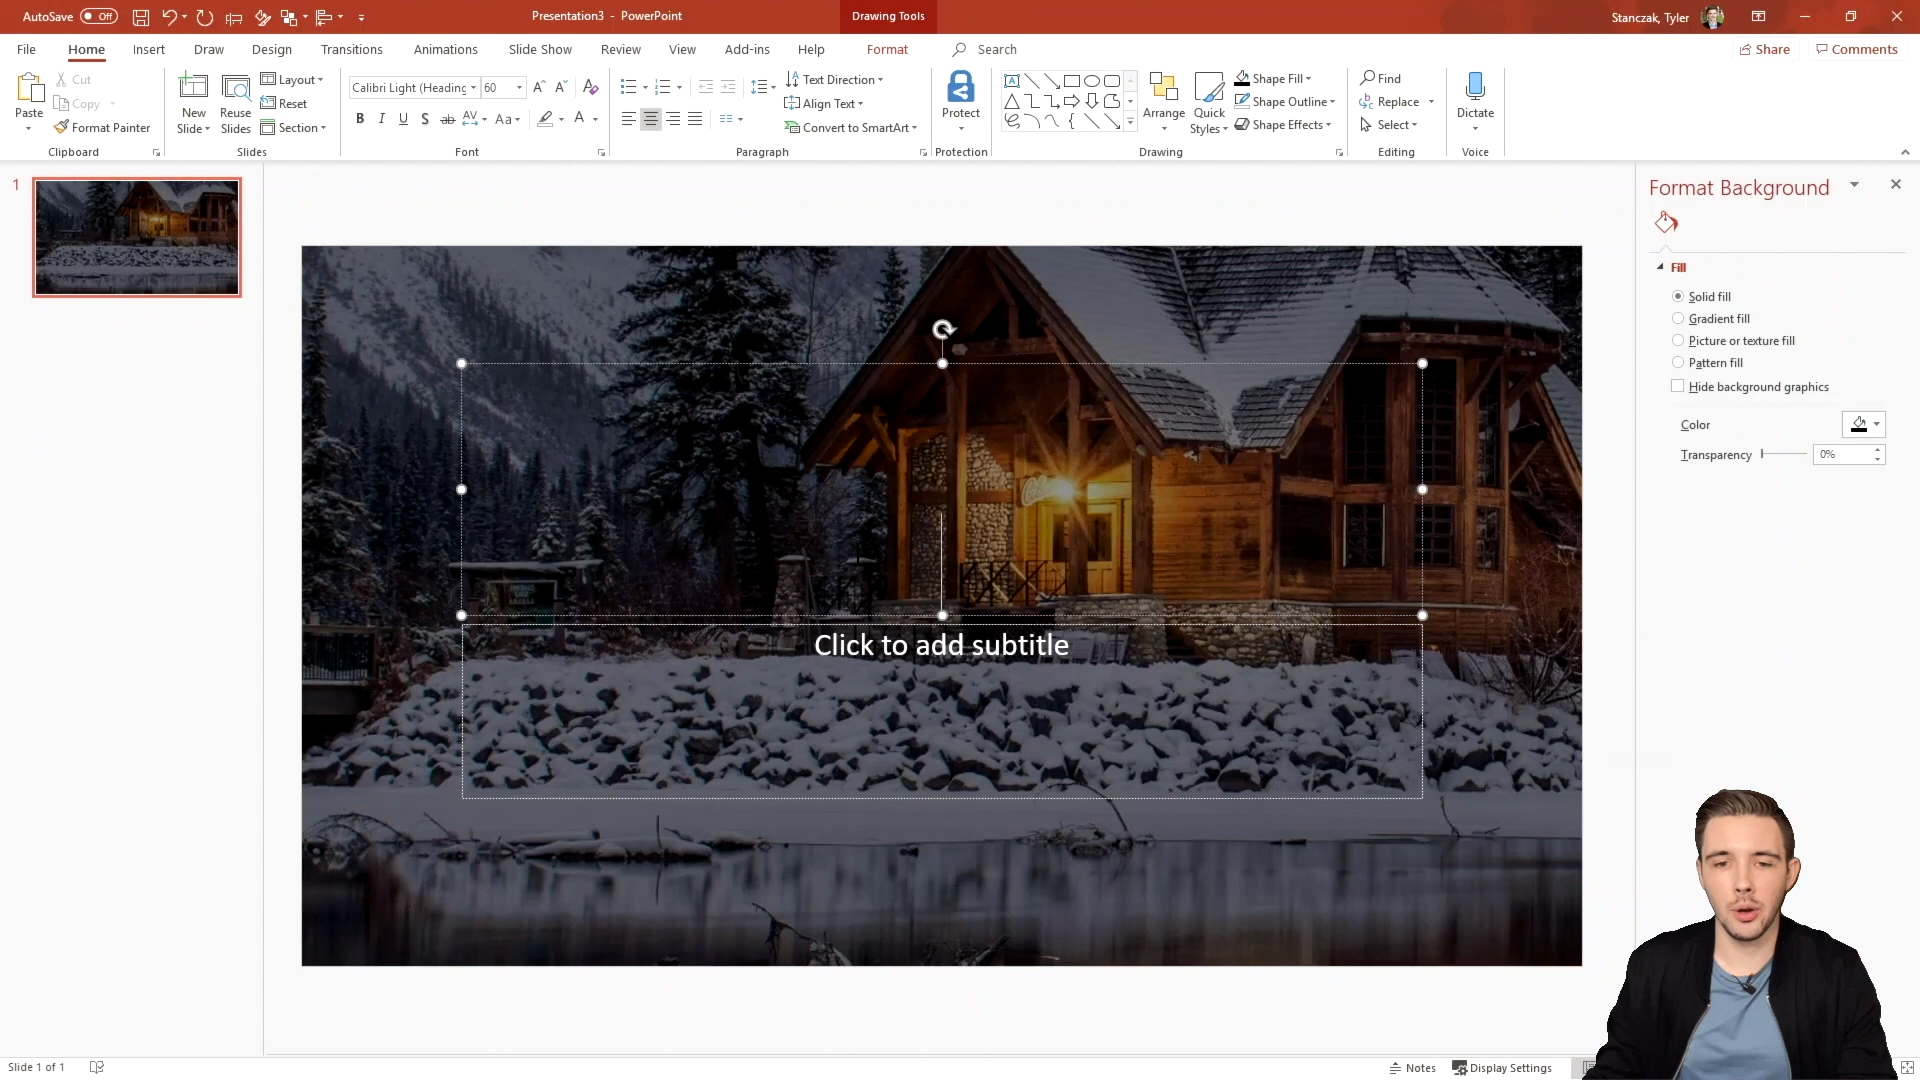 AutoSave Off
Presentation3 - PowerPoint
Drawing Tools
Stanczak, Tyler
File Home Insert Draw Design Transitions Animations Slide Show Review View Add-ins Help Format Search Share Comments
Paste
Cut
Copy
Format Painter
Clipboard
New Slide
Reuse Slides
Layout
Reset
Section
Slides
Calibri Light (Heading 60
B I U S ab AV Aa A
Font
Text Direction
Align Text
Convert to SmartArt
Paragraph
Protect
Protection
Arrange
Quick Styles
Shape Fill
Shape Outline
Shape Effects
Drawing
Find
Replace
Select
Editing
Dictate
Voice
1
Click to add subtitle
Format Background
Fill
Solid fill
Gradient fill
Picture or texture fill
Pattern fill
Hide background graphics
Color
Transparency 0%
Slide 1 of 1
Notes
Display Settings